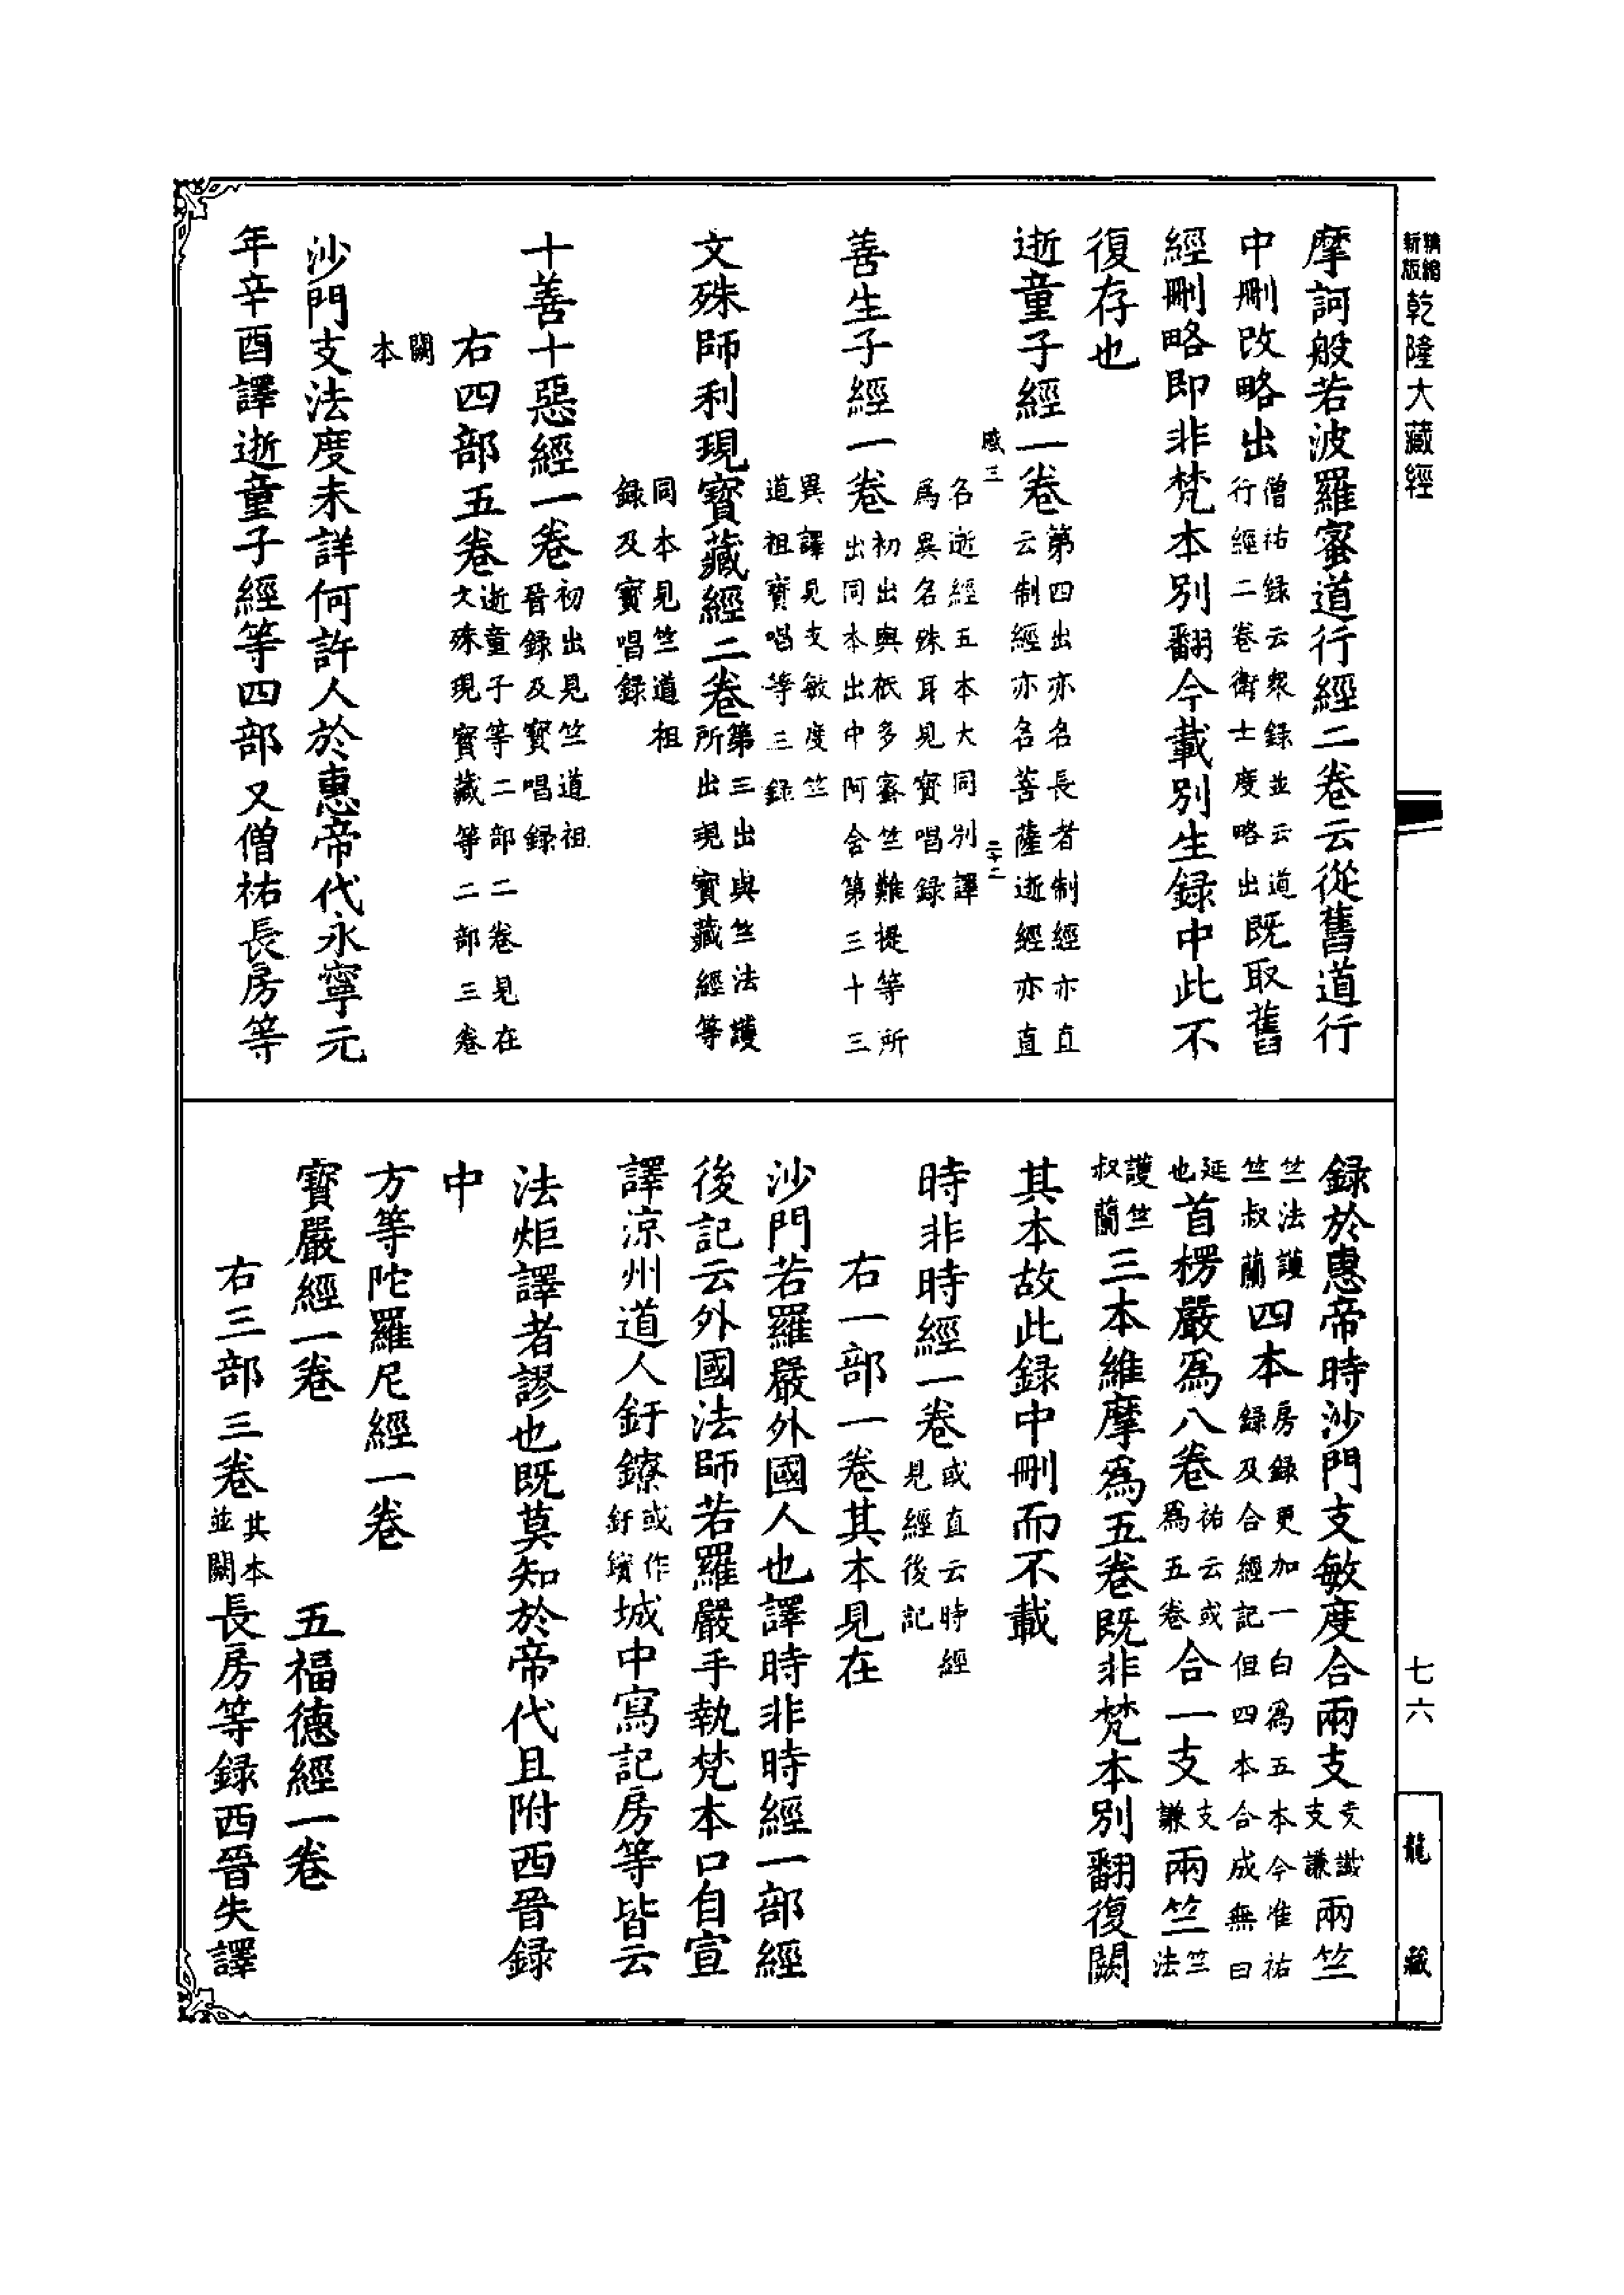 精縮新版 乾隆大藏經
七六
龍藏
摩訶般若波羅蜜道行經二卷云從舊道行
中刪改略出僧祐録云眾録並云道行經二卷衛士度略出既取舊
經刪略即非梵本別翻今載別生録中此不
復存也
逝童子經一卷第四出亦名長者制經亦直云制經亦名菩薩逝經亦直
名逝經五本大同別譯爲異名殊耳見寶唱録
二十二
善生子經一卷初出與祇多蜜竺難提等所出同本出中阿含第三十三
異譯見支敏度竺道祖寶唱等三録
文殊師利現寶藏經二卷第三出與竺法護所出現寶藏經等
同本見竺道祖録及寶唱録
十善十惡經一卷初出見竺道祖晉録及寶唱録
右四部五卷逝童子等二部二卷見在文殊現寶藏等二部三卷
闕本
沙門支法度未詳何許人於惠帝代永寧元
年辛酉譯逝童子經等四部又僧祐長房等
録於惠帝時沙門支敏度合兩支支讖支謙兩竺
竺法護竺叔蘭四本房録更加一白爲五本今准祐録及合經記但四本合成無白
延也首楞嚴爲八卷祐云或爲五卷合一支支謙兩竺竺法
護竺叔蘭三本維摩爲五卷既非梵本別翻復闕
其本故此録中刪而不載
時非時經一卷或直云時經見經後記
右一部一卷其本見在
沙門若羅嚴外國人也譯時非時經一部經
後記云外國法師若羅嚴手執梵本口自宣
譯涼州道人釪鐐或作釪鑌城中寫記房等皆云
法炬譯者謬也既莫知於帝代且附西晉録
中
方等陀羅尼經一卷
寶嚴經一卷 五福德經一卷
右三部三卷其本並闕長房等録西晉失譯